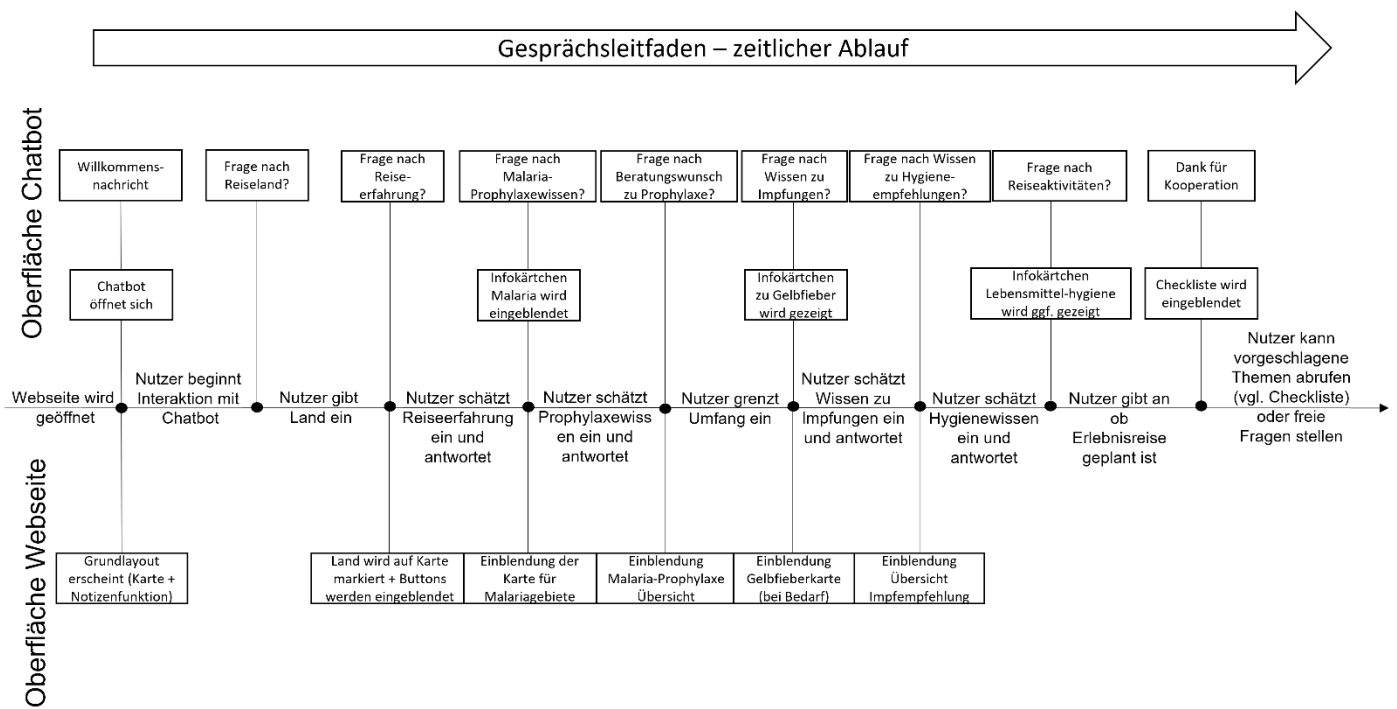 Gesprächsleitfaden – zeitlicher Ablauf
Oberfläche Chatbot
Willkommens-
nachricht
Frage nach
Reiseland?
Frage nach
Reise-
erfahrung?
Frage nach
Malaria-
Prophylaxewissen?
Frage nach
Beratungswunsch
zu Prophylaxe?
Frage nach
Wissen zu
Impfungen?
Frage nach Wissen
zu Hygiene-
empfehlungen?
Frage nach
Reiseaktivitäten?
Dank für
Kooperation
Chatbot
öffnet sich
Infokärtchen
Malaria wird
eingeblendet
Infokärtchen
zu Gelbfieber
wird gezeigt
Infokärtchen
Lebensmittel-hygiene
wird ggf. gezeigt
Checkliste wird
eingeblendet
Webseite wird
geöffnet
Nutzer beginnt
Interaktion mit
Chatbot
Nutzer gibt
Land ein
Nutzer schätzt
Reiseerfahrung
ein und
antwortet
Nutzer schätzt
Prophylaxewiss
en ein und
antwortet
Nutzer grenzt
Umfang ein
Nutzer schätzt
Wissen zu
Impfungen ein
und antwortet
Nutzer schätzt
Hygienewissen
ein und
antwortet
Nutzer gibt an
ob
Erlebnisreise
geplant ist
Nutzer kann
vorgeschlagene
Themen abrufen
(vgl. Checkliste)
oder freie
Fragen stellen
Oberfläche Webseite
Grundlayout
erscheint (Karte +
Notizenfunktion)
Land wird auf Karte
markiert + Buttons
werden eingeblendet
Einblendung der
Karte für
Malariagebiete
Einblendung
Malaria-Prophylaxe
Übersicht
Einblendung
Gelbfieberkarte
(bei Bedarf)
Einblendung
Übersicht
Impfempfehlung